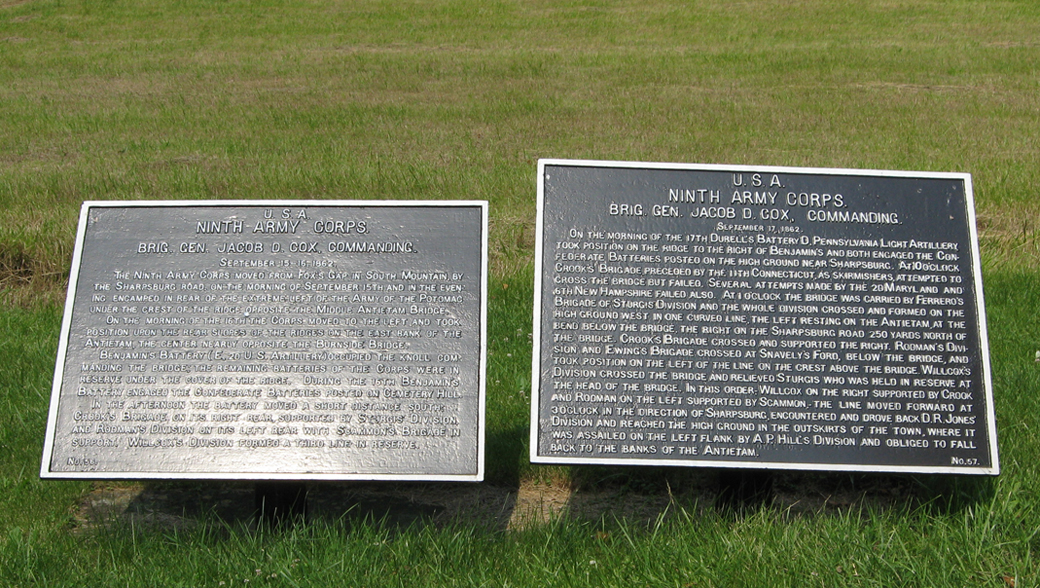 U.S.A.
NINTH ARMY CORPS.
BRIG. GEN. JACOB D. COX, COMMANDING.
SEPTEMBER 15-16, 1862.
THE NINTH ARMY CORPS MOVED FROM FOX'S GAP IN SOUTH MOUNTAIN, BY
THE SHARPSBURG ROAD, ON THE MORNING OF SEPTEMBER 15TH AND IN THE EVEN-
ING, ENCAMPED IN REAR OF THE EXTREME LEFT OF THE ARMY OF THE POTOMAC,
UNDER THE CREST OF THE RIDGE OPPOSITE THE MIDDLE ANTIETAM BRIDGE.
ON THE MORNING OF THE 16TH THE CORPS MOVED TO THE LEFT AND TOOK
POSITION UPON THE REAR SLOPES OF THE RIDGES ON THE EAST BANK OF THE
ANTIETAM, THE CENTER NEARLY OPPOSITE THE BURNSIDE BRIDGE.
BENJAMIN'S BATTERY (E, 2D U.S. ARTILLERY) OCCUPIED THE KNOLL COM-
MANDING THE BRIDGE; THE REMAINING BATTERIES OF THE CORPS WERE IN
RESERVE UNDER THE COVER OF THE RIDGE. DURING THE 16TH BENJAMIN'S
BATTERY ENGAGED THE CONFEDERATE BATTERIES POSTED ON CEMETERY HILL.
IN THE AFTERNOON THE BATTERY MOVED A SHORT DISTANCE SOUTH,
CROOK'S BRIGADE ON ITS RIGHT REAR, SUPPORTED BY STURGIS' DIVISION,
AND RODMAN'S DIVISION ON ITS LEFT REAR WITH SCAMMON'S BRIGADE IN
SUPPORT. WILLCOX'S DIVISION FORMED A THIRD LINE IN RESERVE.
U.S.A.
NINTH ARMY CORPS.
BRIG. GEN. JACOB D. COX, COMMANDING.
SEPTEMBER 17, 1862.
ON THE MORNING OF THE 17TH DURELL'S BATTERY D, PENNSYLVANIA LIGHT ARTILLERY
TOOK POSITION ON THE RIDGE TO THE RIGHT OF BENJAMIN'S AND BOTH ENGAGED THE CON-
FEDERATE BATTERIES POSTED ON THE HIGH GROUND NEAR SHARPSBURG. AT 10 O'CLOCK
CROOKS' BRIGADE PRECEDED BY THE 11TH CONNECTICUT, AS SKIRMISHERS, ATTEMPTED TO
CROSS THE BRIDGE BUT FAILED. SEVERAL ATTEMPTS MADE BY THE 2D MARYLAND AND
6TH NEW HAMPSHIRE FAILED ALSO. AT 1 O'CLOCK THE BRIDGE WAS CARRIED BY FERRERO'S
BRIGADE OF STURGIS DIVISION AND THE WHOLE DIVISION CROSSED AND FORMED ON THE
HIGH GROUND WEST IN ONE CURVED LINE, THE LEFT RESTING ON THE ANTIETAM, AT THE
BEND BELOW THE BRIDGE, THE RIGHT ON THE SHARPSBURG ROAD 250 YARDS NORTH OF
THE BRIDGE. CROOK'S BRIGADE CROSSED AND SUPPORTED THE RIGHT. RODMAN'S DIVI-
SION AND EWING'S BRIGADE CROSSED AT SNAVELY'S FORD, BELOW THE BRIDGE, AND
TOOK POSITION ON THE LEFT OF THE LINE ON THE CREST ABOVE THE BRIDGE. WILLCOX'S
DIVISION CROSSED THE BRIDGE AND RELIEVED STURGIS WHO WAS HELD IN RESERVE AT
THE HEAD OF THE BRIDGE. IN THIS ORDER: WILLCOX ON THE RIGHT SUPPORTED BY CROOK
AND RODMAN ON THE LEFT SUPPORTED BY SCAMMON-THE LINE MOVED FORWARD AT
3 O'CLOCK IN THE DIRECTION OF SHARPSBURG, ENCOUNTERED AND DROVE BACK D.R. JONES'
DIVISION AND REACHED THE HIGH GROUND IN THE OUTSKIRTS OF THE TOWN, WHERE IT
WAS ASSAILED ON THE LEFT FLANK BY A.P. HILL'S DIVISION AND OBLIGED TO FALL
BACK TO THE BANKS OF THE ANTIETAM.
NO. 57.